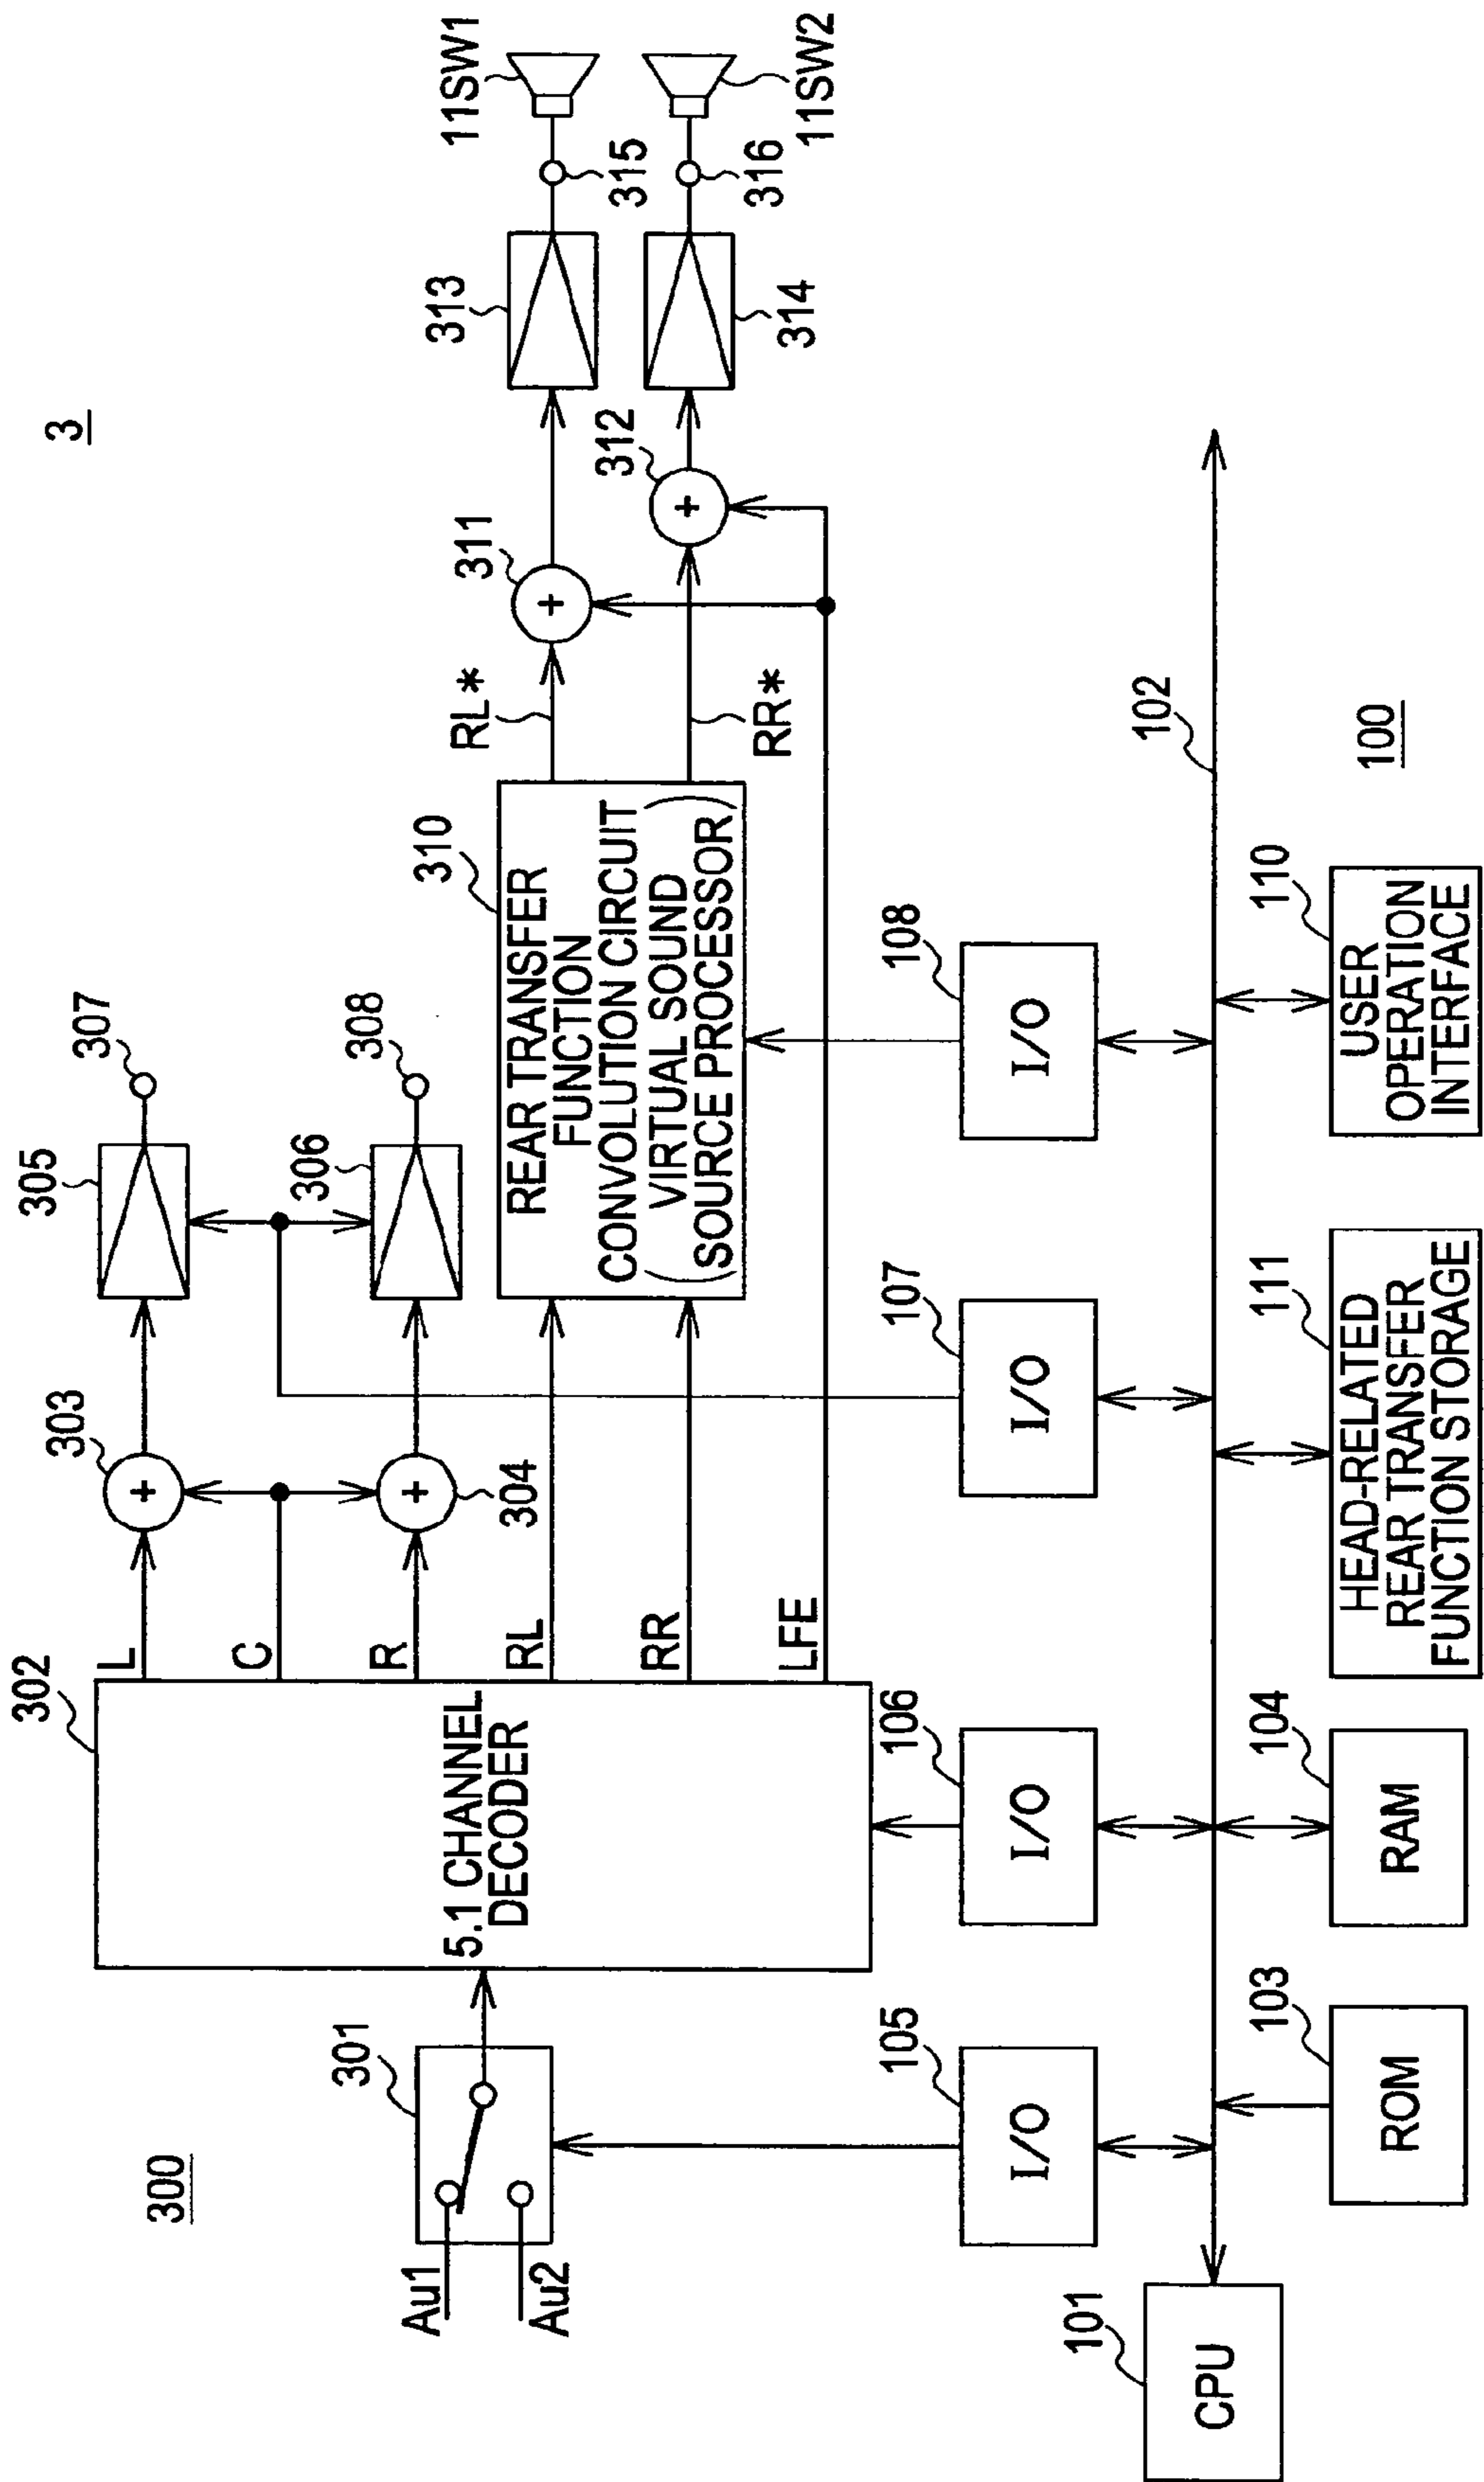 3
300
Au1
Au2
301
302
5.1 CHANNEL
DECODER
L
C
R
RL
RR
LFE
303
304
305
306
307
308
310
REAR TRANSFER
FUNCTION
CONVOLUTION CIRCUIT
(VIRTUAL SOUND
SOURCE PROCESSOR)
RL*
RR*
311
312
313
314
315
316
11SW1
11SW2
105
I/O
106
I/O
107
I/O
108
I/O
102
100
101
CPU
103
ROM
104
RAM
111
HEAD-RELATED
REAR TRANSFER
FUNCTION STORAGE
110
USER
OPERATION
INTERFACE